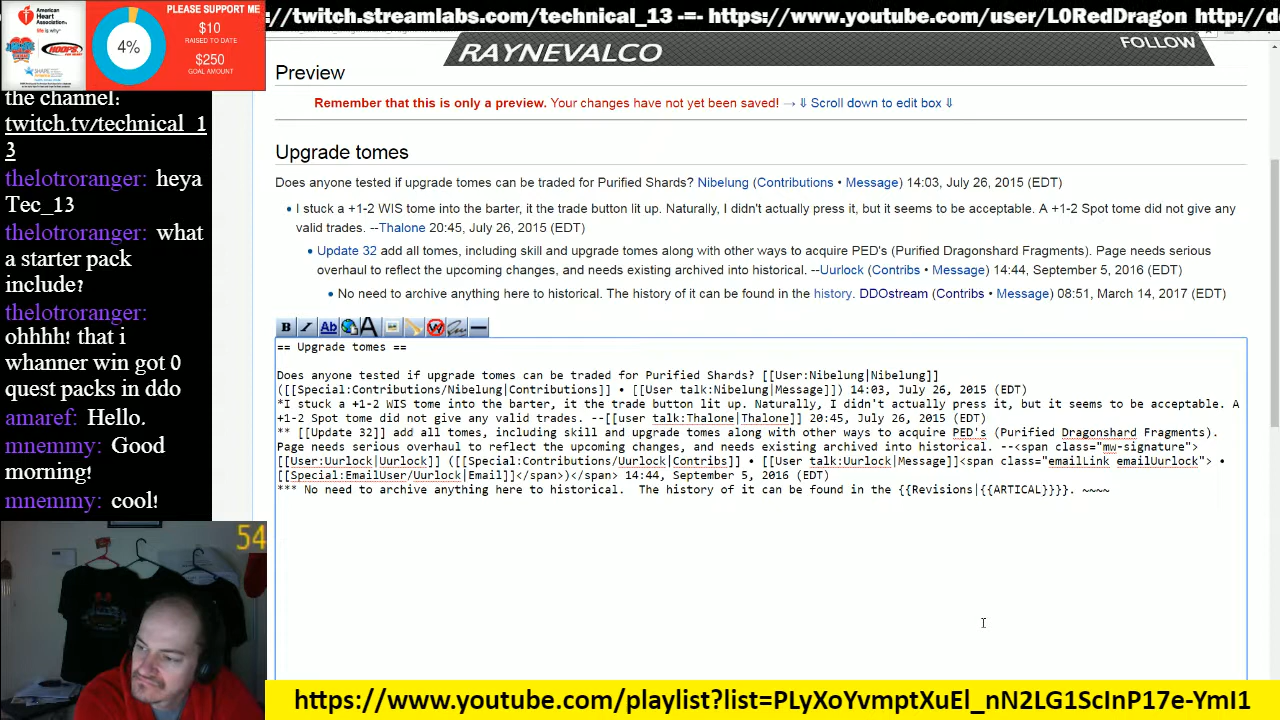 American
Heart
Association
life is why
HOOPS
4%
PLEASE SUPPORT ME
$10
RAISED TO DATE
$250
GOAL AMOUNT
://twitch.streamlabs.com/technical_13 -=- https://www.youtube.com/user/L0RedDragon http://d
RAYNEVALCO
FOLLOW
the channel!
twitch.tv/technical_1
3
thelotroranger: heya
Tec_13
thelotroranger: what
a starter pack
include?
thelotroranger:
ohhhh! that i
whanner win got 0
quest packs in ddo
amaref: Hello.
mnemmy: Good
morning!
mnemmy: cool!
54
Preview
Remember that this is only a preview. Your changes have not yet been saved! → ⇓ Scroll down to edit box ⇓
Upgrade tomes
Does anyone tested if upgrade tomes can be traded for Purified Shards? Nibelung (Contributions • Message) 14:03, July 26, 2015 (EDT)
• I stuck a +1-2 WIS tome into the barter, it the trade button lit up. Naturally, I didn't actually press it, but it seems to be acceptable. A +1-2 Spot tome did not give any
valid trades. --Thalone 20:45, July 26, 2015 (EDT)
• Update 32 add all tomes, including skill and upgrade tomes along with other ways to acquire PED's (Purified Dragonshard Fragments). Page needs serious
overhaul to reflect the upcoming changes, and needs existing archived into historical. --Uurlock (Contribs • Message) 14:44, September 5, 2016 (EDT)
• No need to archive anything here to historical. The history of it can be found in the history. DDOstream (Contribs • Message) 08:51, March 14, 2017 (EDT)
B I Ab A W
== Upgrade tomes ==
Does anyone tested if upgrade tomes can be traded for Purified Shards? [[User:Nibelung|Nibelung]]
([[Special:Contributions/Nibelung|Contributions]] • [[User talk:Nibelung|Message]]) 14:03, July 26, 2015 (EDT)
*I stuck a +1-2 WIS tome into the barter, it the trade button lit up. Naturally, I didn't actually press it, but it seems to be acceptable. A
+1-2 Spot tome did not give any valid trades. --[[user talk:Thalone|Thalone]] 20:45, July 26, 2015 (EDT)
** [[Update 32]] add all tomes, including skill and upgrade tomes along with other ways to acquire PED's (Purified Dragonshard Fragments).
Page needs serious overhaul to reflect the upcoming changes, and needs existing archived into historical. --<span class="mw-signature">
[[User:Uurlock|Uurlock]] ([[Special:Contributions/Uurlock|Contribs]] • [[User talk:Uurlock|Message]]<span class="emailLink emailUurlock"> •
[[Special:EmailUser/Uurlock|Email]]</span>)</span> 14:44, September 5, 2016 (EDT)
*** No need to archive anything here to historical.  The history of it can be found in the {{Revisions|{{ARTICAL}}}}. ~~~~
https://www.youtube.com/playlist?list=PLyXoYvmptXuEl_nN2LG1ScInP17e-YmI1